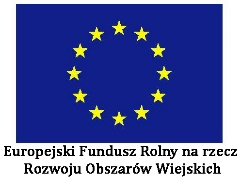 Europejski Fundusz Rolny na rzecz
Rozwoju Obszarów Wiejskich